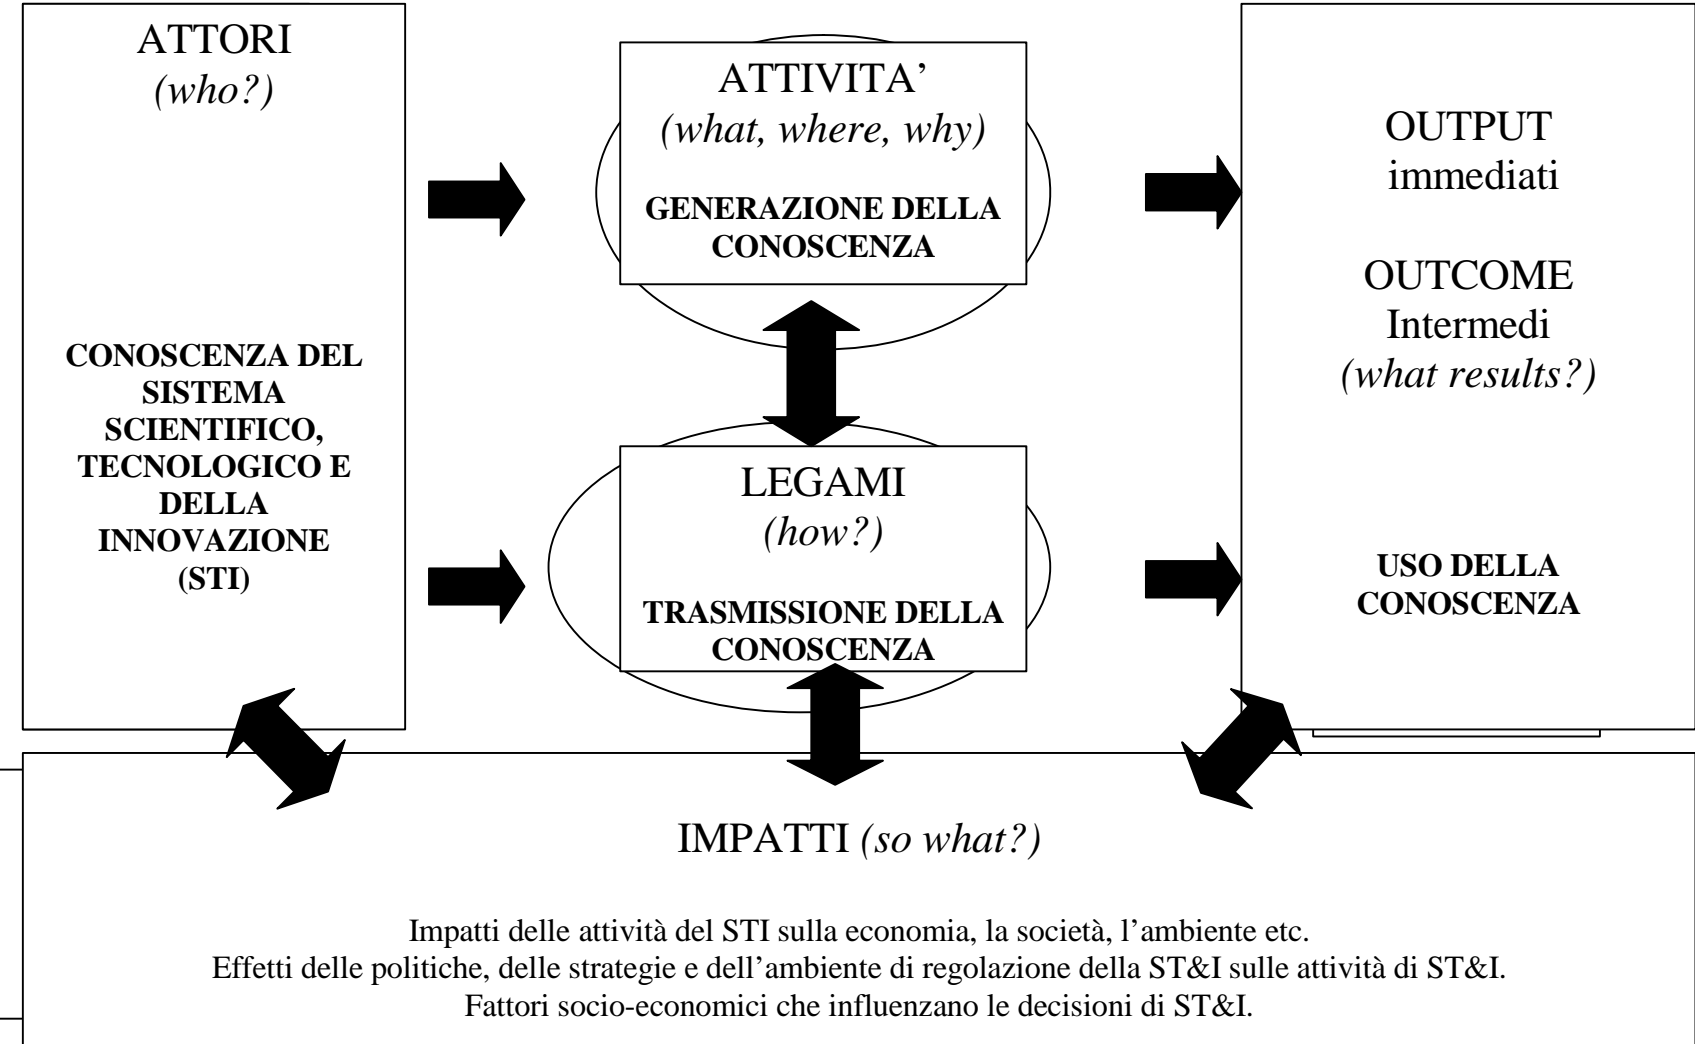 ATTORI
(who?)
CONOSCENZA DEL
SISTEMA
SCIENTIFICO,
TECNOLOGICO E
DELLA
INNOVAZIONE
(STI)
ATTIVITA’
(what, where, why)
GENERAZIONE DELLA
CONOSCENZA
LEGAMI
(how?)
TRASMISSIONE DELLA
CONOSCENZA
OUTPUT
immediati
OUTCOME
Intermedi
(what results?)
USO DELLA
CONOSCENZA
IMPATTI (so what?)
Impatti delle attività del STI sulla economia, la società, l’ambiente etc.
Effetti delle politiche, delle strategie e dell’ambiente di regolazione della ST&I sulle attività di ST&I.
Fattori socio-economici che influenzano le decisioni di ST&I.